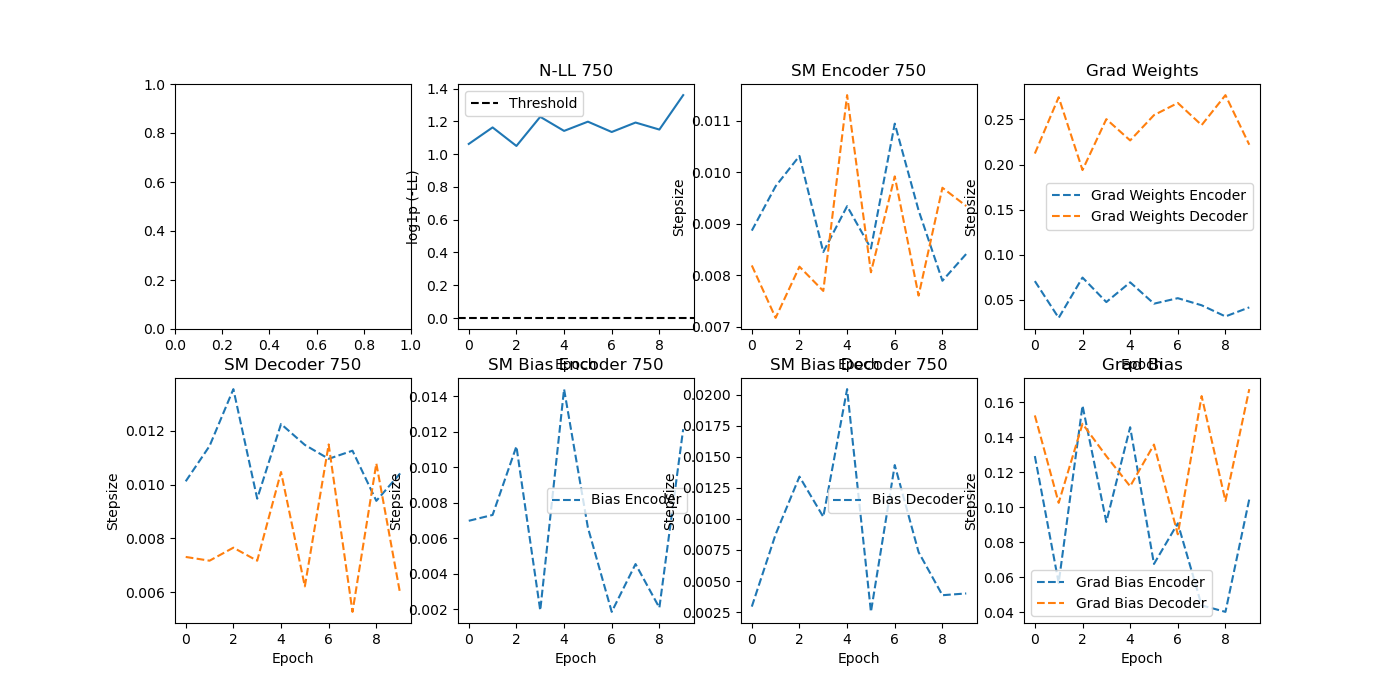 N-LL 750
SM Encoder 750
Grad Weights
1.0
0.8
0.6
0.4
0.2
0.0
0.0 0.2 0.4 0.6 0.8 1.0
log1p (-LL)
1.4
1.2
1.0
0.8
0.6
0.4
0.2
0.0
Threshold
0 2 4 6 8
Epoch
Stepsize
0.011
0.010
0.009
0.008
0.007
0 2 4 6 8
Epoch
Stepsize
0.25
0.20
0.15
0.10
0.05
Grad Weights Encoder
Grad Weights Decoder
0 2 4 6 8
Epoch
SM Decoder 750
SM Bias Encoder 750
SM Bias Decoder 750
Grad Bias
Stepsize
0.012
0.010
0.008
0.006
0 2 4 6 8
Epoch
Stepsize
0.014
0.012
0.010
0.008
0.006
0.004
0.002
Bias Encoder
0 2 4 6 8
Epoch
Stepsize
0.0200
0.0175
0.0150
0.0125
0.0100
0.0075
0.0050
0.0025
Bias Decoder
0 2 4 6 8
Epoch
Stepsize
0.16
0.14
0.12
0.10
0.08
0.06
0.04
Grad Bias Encoder
Grad Bias Decoder
0 2 4 6 8
Epoch